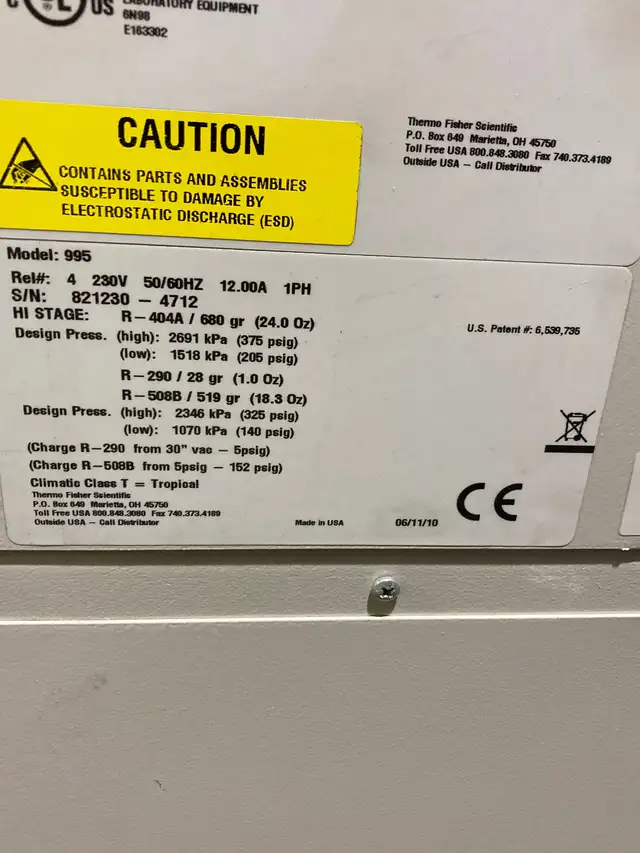 C UL US LABORATORY EQUIPMENT
6N98
E163302
CAUTION
CONTAINS PARTS AND ASSEMBLIES
SUSCEPTIBLE TO DAMAGE BY
ELECTROSTATIC DISCHARGE (ESD)
Thermo Fisher Scientific
P.O. Box 649 Marietta, OH 45750
Toll Free USA 800.848.3080 Fax 740.373.4189
Outside USA – Call Distributor
Model: 995
Rel#: 4 230V 50/60HZ 12.00A 1PH
S/N: 821230 – 4712
HI STAGE: R–404A / 680 gr (24.0 Oz)
Design Press. (high): 2691 kPa (375 psig)
(low): 1518 kPa (205 psig)
R–290 / 28 gr (1.0 Oz)
R–508B / 519 gr (18.3 Oz)
Design Press. (high): 2346 kPa (325 psig)
(low): 1070 kPa (140 psig)
(Charge R–290 from 30" vac – 5psig)
(Charge R–508B from 5psig – 152 psig)
Climatic Class T = Tropical
Thermo Fisher Scientific
P.O. Box 649 Marietta, OH 45750
Toll Free USA 800.848.3080 Fax 740.373.4189
Outside USA – Call Distributor
Made in USA
06/11/10
U.S. Patent #: 6,539,735
CE